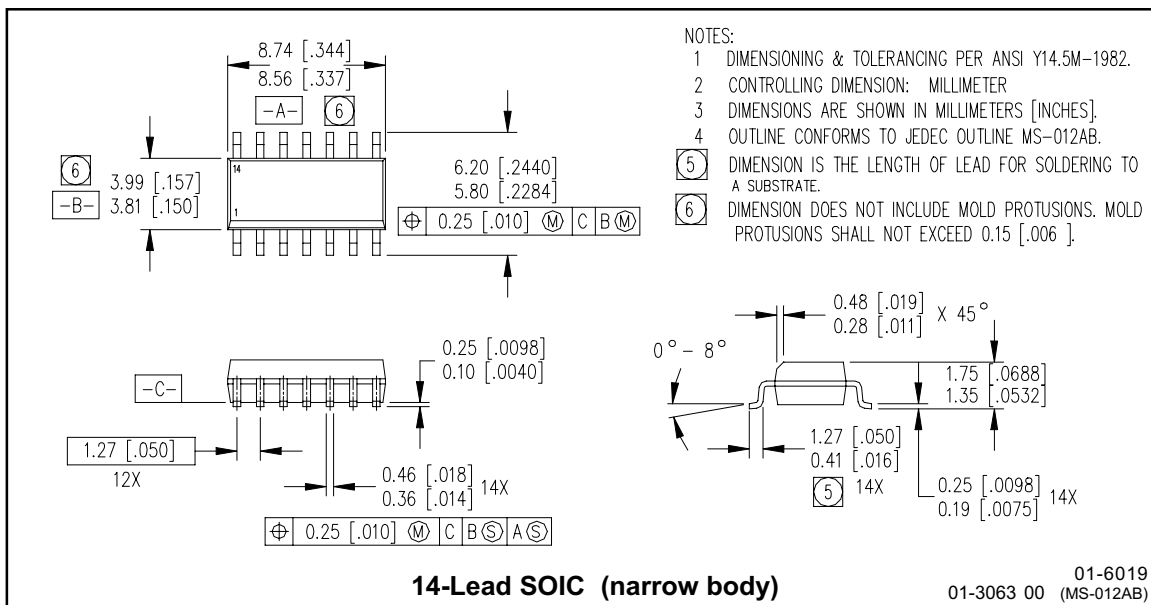 8.74 [.344]
8.56 [.337]
-A- 6
6
3.99 [.157]
3.81 [.150]
-B-
14
1
6.20 [.2440]
5.80 [.2284]
⌖ 0.25 [.010] Ⓜ C B Ⓜ
NOTES:
1 DIMENSIONING & TOLERANCING PER ANSI Y14.5M-1982.
2 CONTROLLING DIMENSION: MILLIMETER
3 DIMENSIONS ARE SHOWN IN MILLIMETERS [INCHES].
4 OUTLINE CONFORMS TO JEDEC OUTLINE MS-012AB.
5 DIMENSION IS THE LENGTH OF LEAD FOR SOLDERING TO
A SUBSTRATE.
6 DIMENSION DOES NOT INCLUDE MOLD PROTUSIONS. MOLD
PROTUSIONS SHALL NOT EXCEED 0.15 [.006 ].
-C-
0.25 [.0098]
0.10 [.0040]
1.27 [.050]
12X
0.46 [.018]
0.36 [.014] 14X
⌖ 0.25 [.010] Ⓜ C B Ⓢ A Ⓢ
0.48 [.019]
0.28 [.011] X 45°
0°-8°
1.75 [.0688]
1.35 [.0532]
1.27 [.050]
0.41 [.016]
5 14X
0.25 [.0098]
0.19 [.0075] 14X
14-Lead SOIC (narrow body)
01-6019
01-3063 00 (MS-012AB)